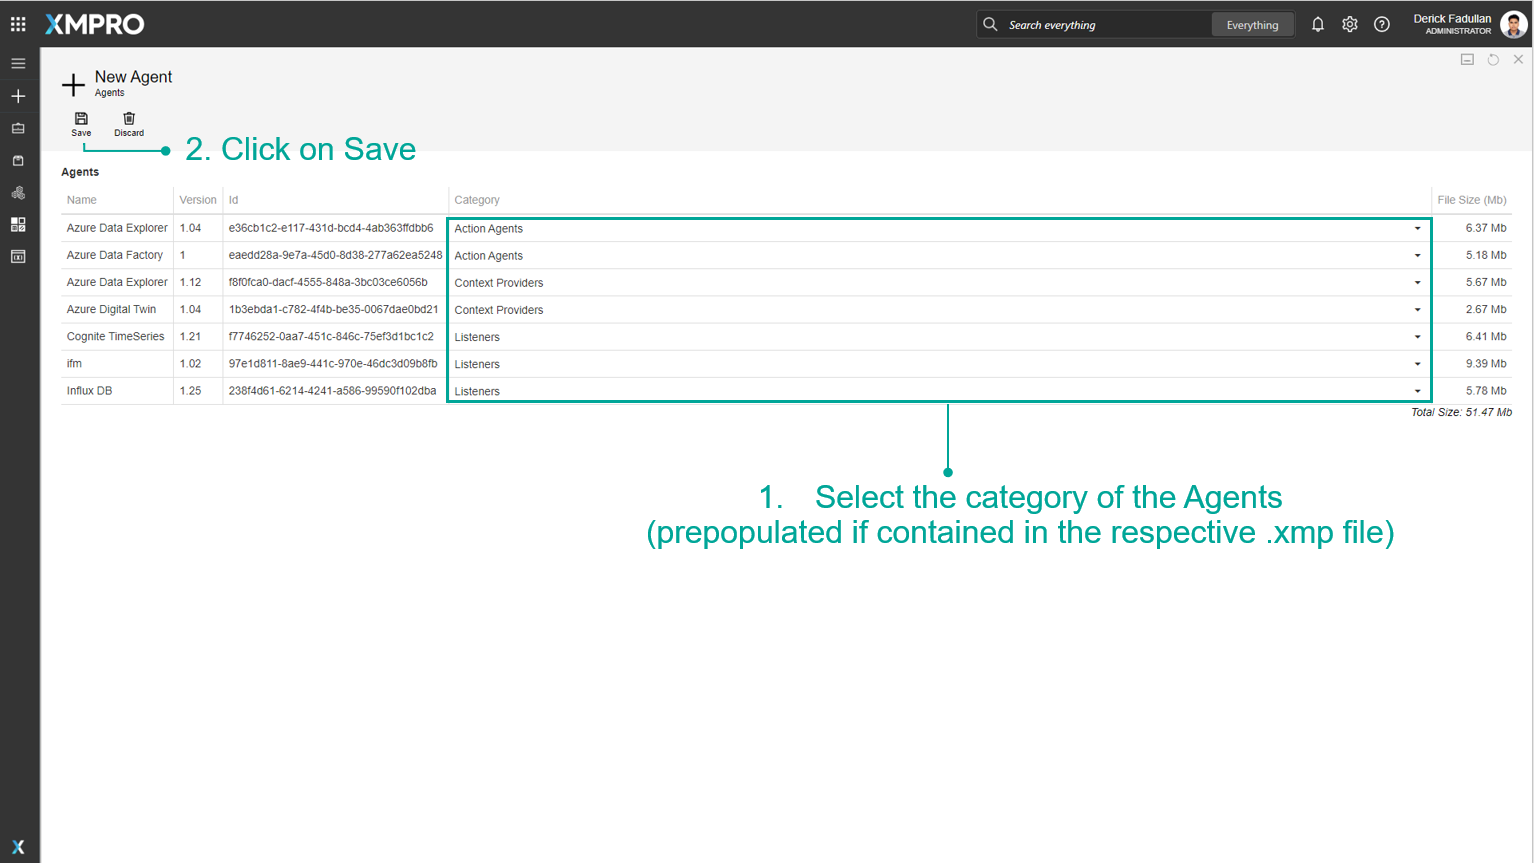 XMPRO
Search everything
Everything
Derick Fadullan
ADMINISTRATOR
New Agent
Agents
Save Discard
2. Click on Save
Agents
Name Version Id Category File Size (Mb)
Azure Data Explorer 1.04 e36cb1c2-e117-431d-bcd4-4ab363ffdbb6 Action Agents 6.37 Mb
Azure Data Factory 1 eaedd28a-9e7a-45d0-8d38-277a62ea5248 Action Agents 5.18 Mb
Azure Data Explorer 1.12 f8f0fca0-dacf-4555-848a-3bc03ce6056b Context Providers 5.67 Mb
Azure Digital Twin 1.04 1b3ebda1-c782-4f4b-be35-0067dae0bd21 Context Providers 2.67 Mb
Cognite TimeSeries 1.21 f7746252-0aa7-451c-846c-75ef3d1bc1c2 Listeners 6.41 Mb
ifm 1.02 97e1d811-8ae9-441c-970e-46dc3d09b8fb Listeners 9.39 Mb
Influx DB 1.25 238f4d61-6214-4241-a586-99590f102dba Listeners 5.78 Mb
Total Size: 51.47 Mb
1. Select the category of the Agents
(prepopulated if contained in the respective .xmp file)
X